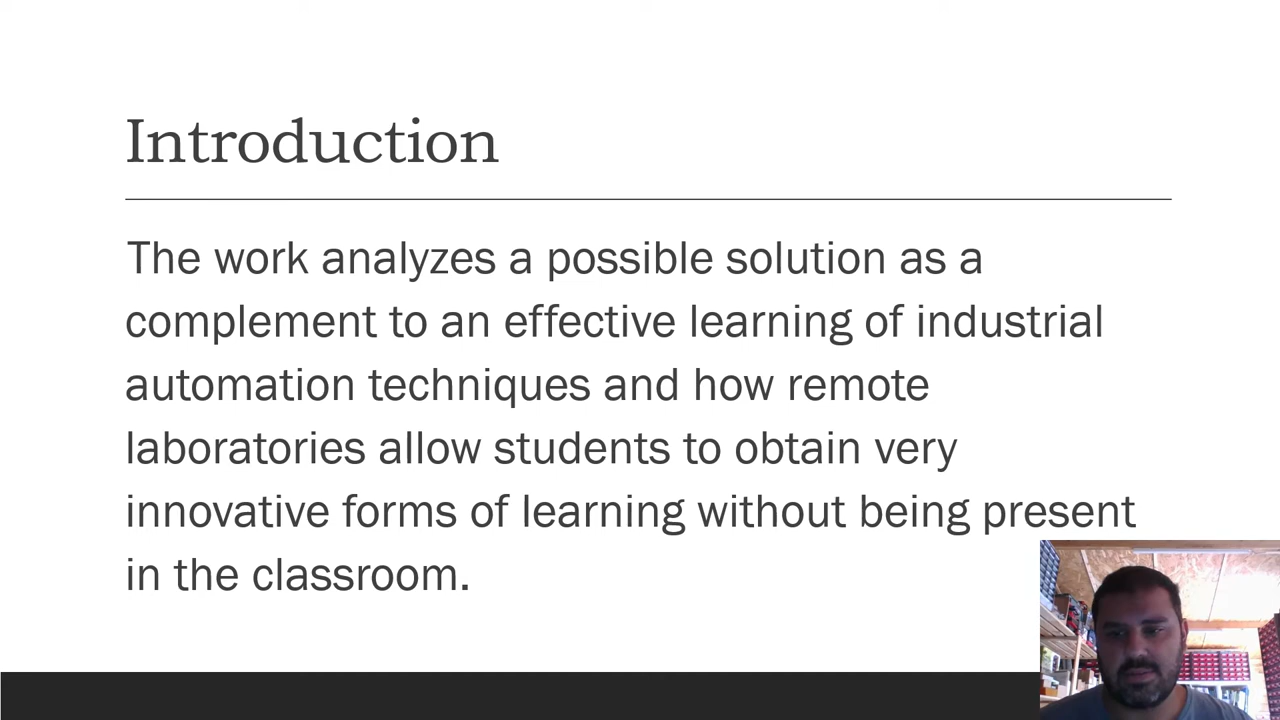 Introduction
The work analyzes a possible solution as a
complement to an effective learning of industrial
automation techniques and how remote
laboratories allow students to obtain very
innovative forms of learning without being present
in the classroom.